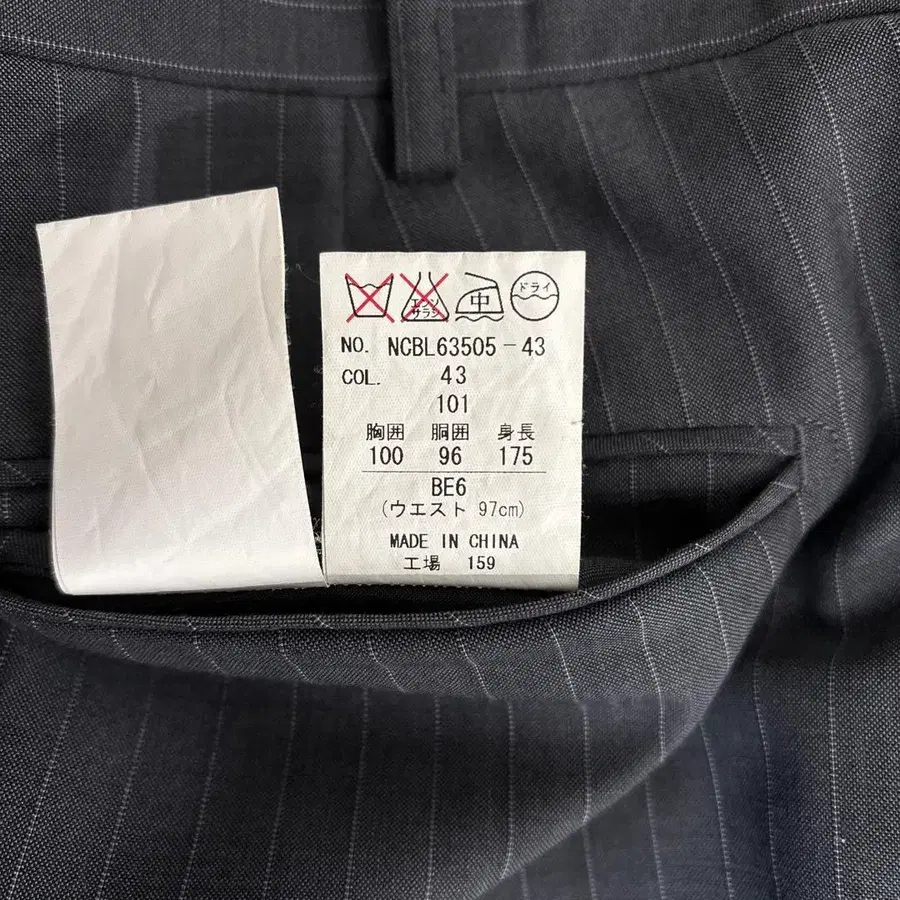 エンソ
サラシ
中
ドライ
NO. NCBL63505-43
COL. 43
101
胸囲 胴囲 身長
100 96 175
BE6
(ウエスト 97cm)
MADE IN CHINA
工場 159